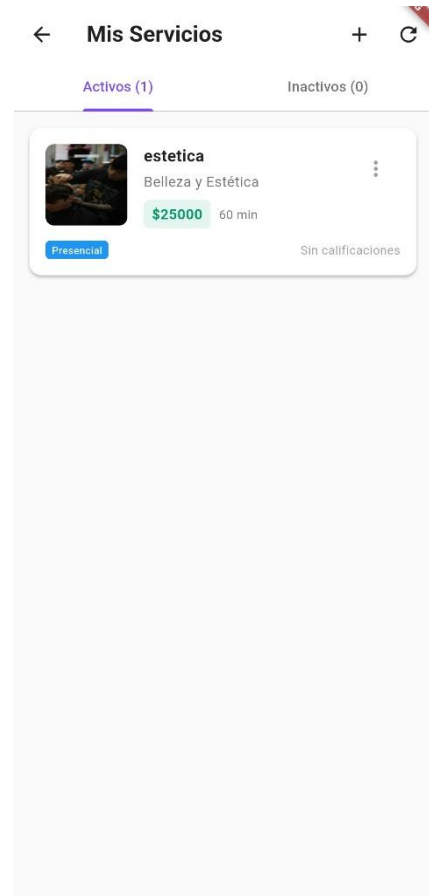 Mis Servicios
Activos (1)
Inactivos (0)
estetica
Belleza y Estética
$25000 60 min
Presencial
Sin calificaciones